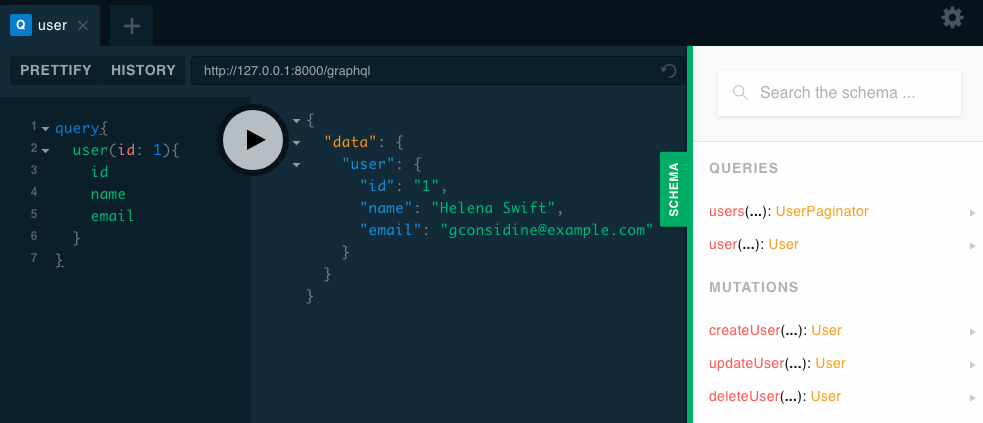 Q user
PRETTIFY HISTORY http://127.0.0.1:8000/graphql
1 query{
2 user(id: 1){
3 id
4 name
5 email
6 }
7 }
{
"data": {
"user": {
"id": "1",
"name": "Helena Swift",
"email": "gconsidine@example.com"
}
}
}
SCHEMA
Search the schema ...
QUERIES
users(...): UserPaginator
user(...): User
MUTATIONS
createUser(...): User
updateUser(...): User
deleteUser(...): User